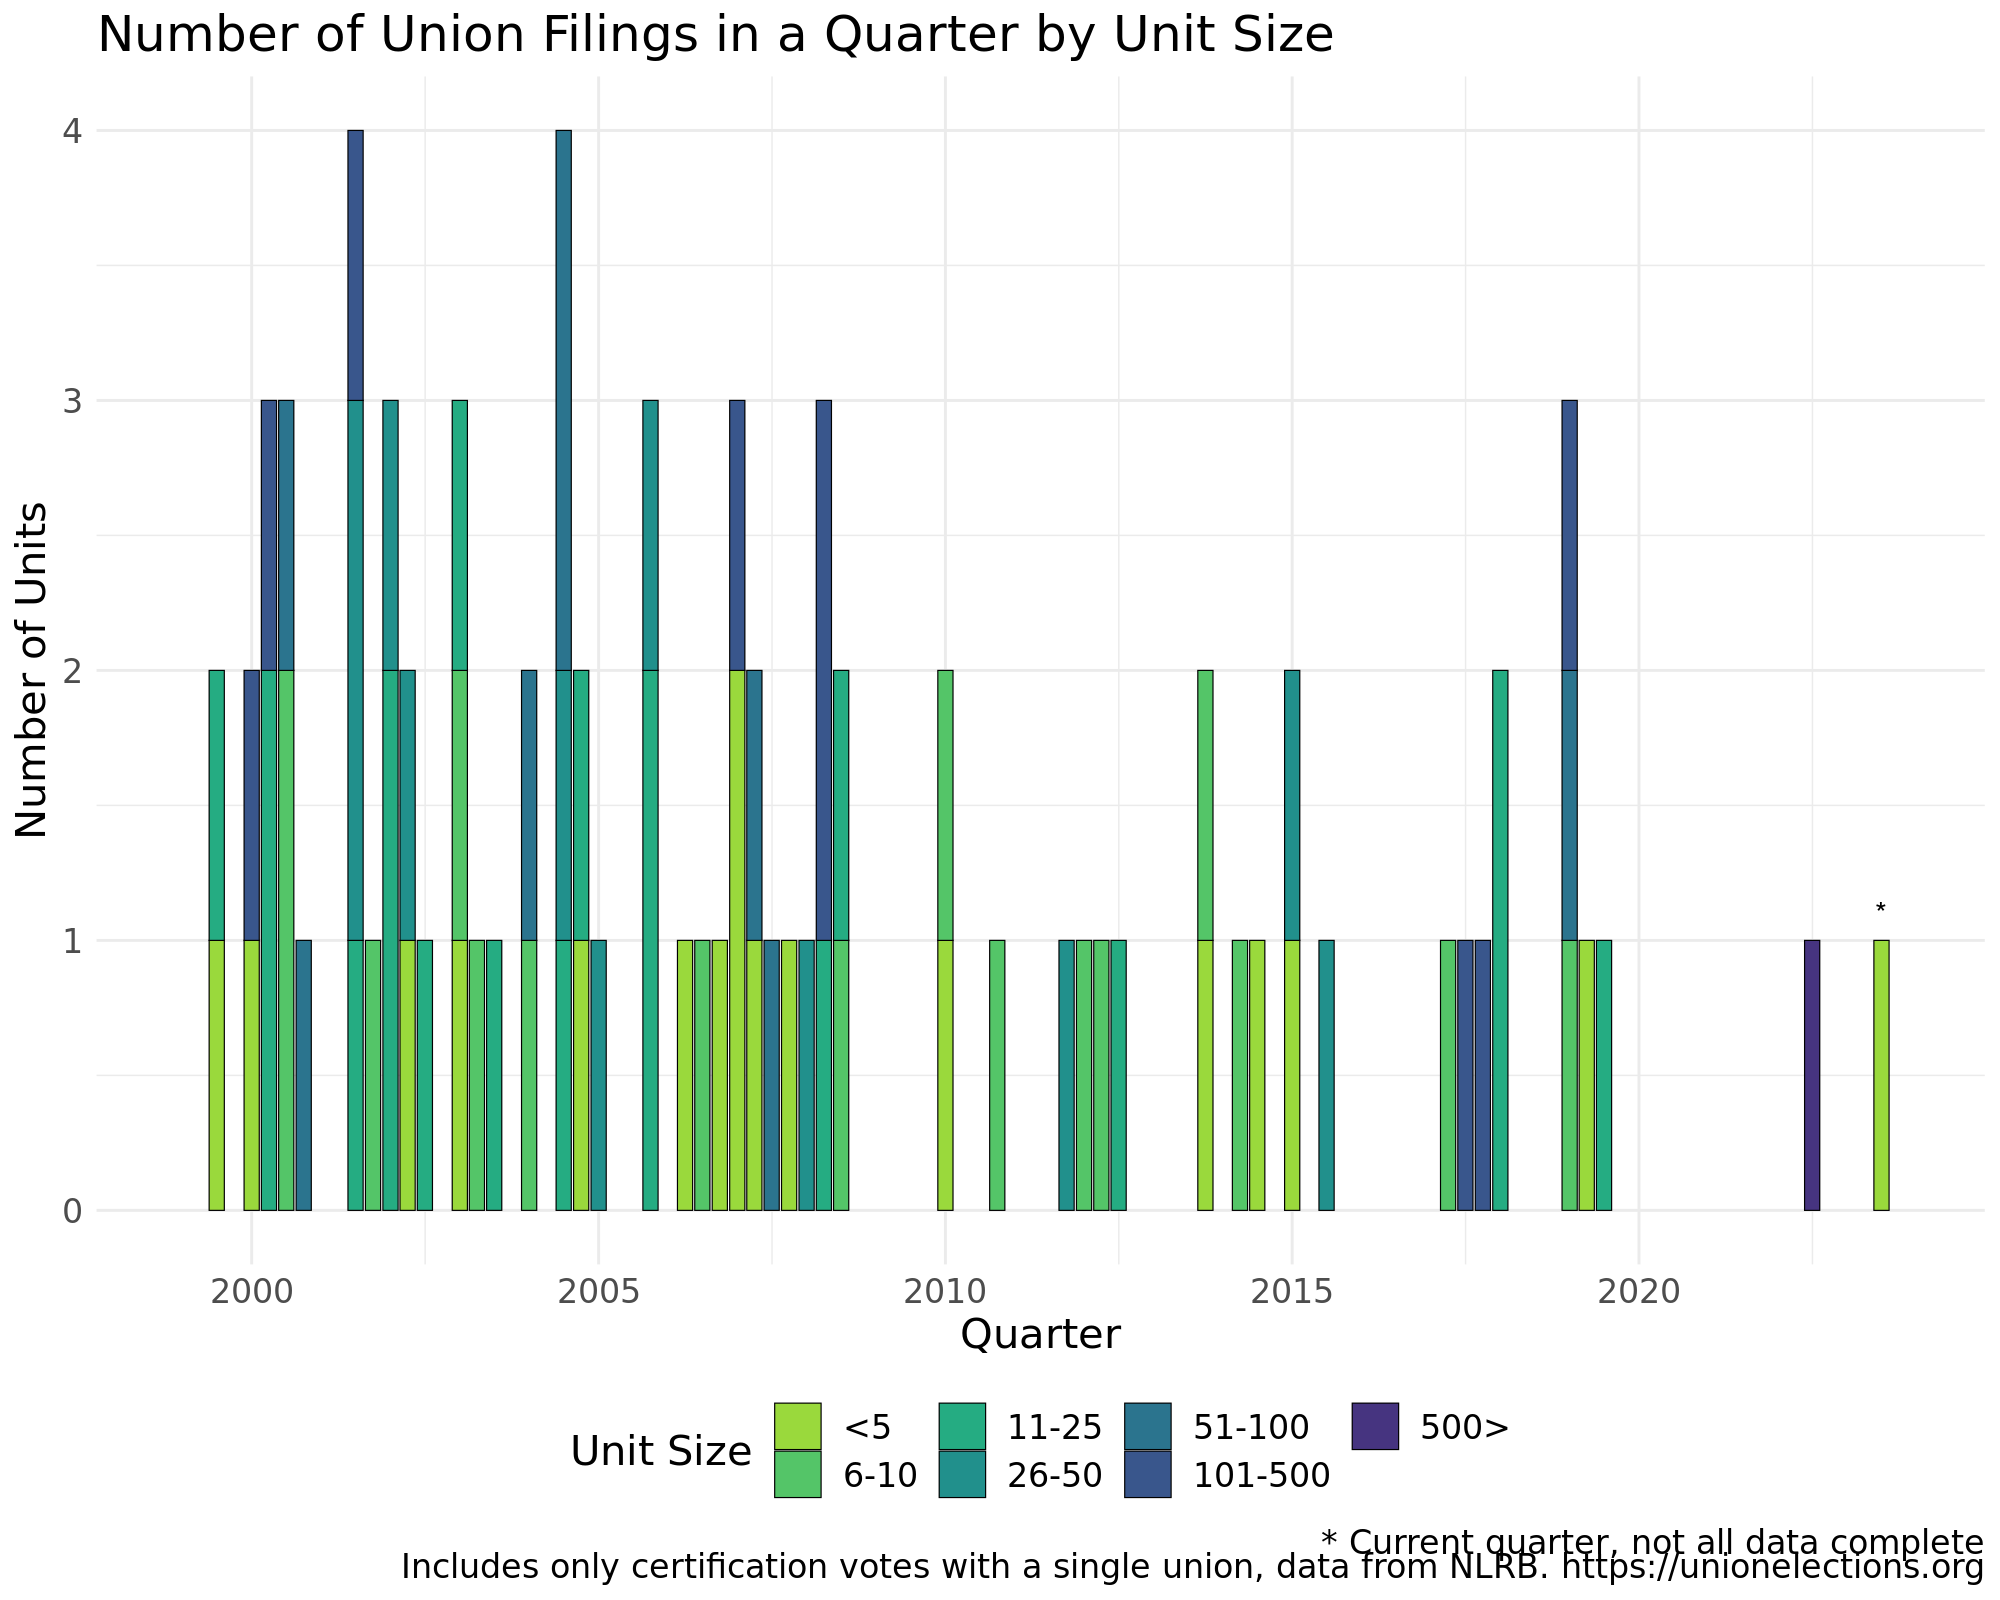 Number of Union Filings in a Quarter by Unit Size
4
3
2
1
0
Number of Units
*
2000 2005 2010 2015 2020
Quarter
Unit Size
<5 11-25 51-100 500>
6-10 26-50 101-500
* Current quarter, not all data complete
Includes only certification votes with a single union, data from NLRB. https://unionelections.org